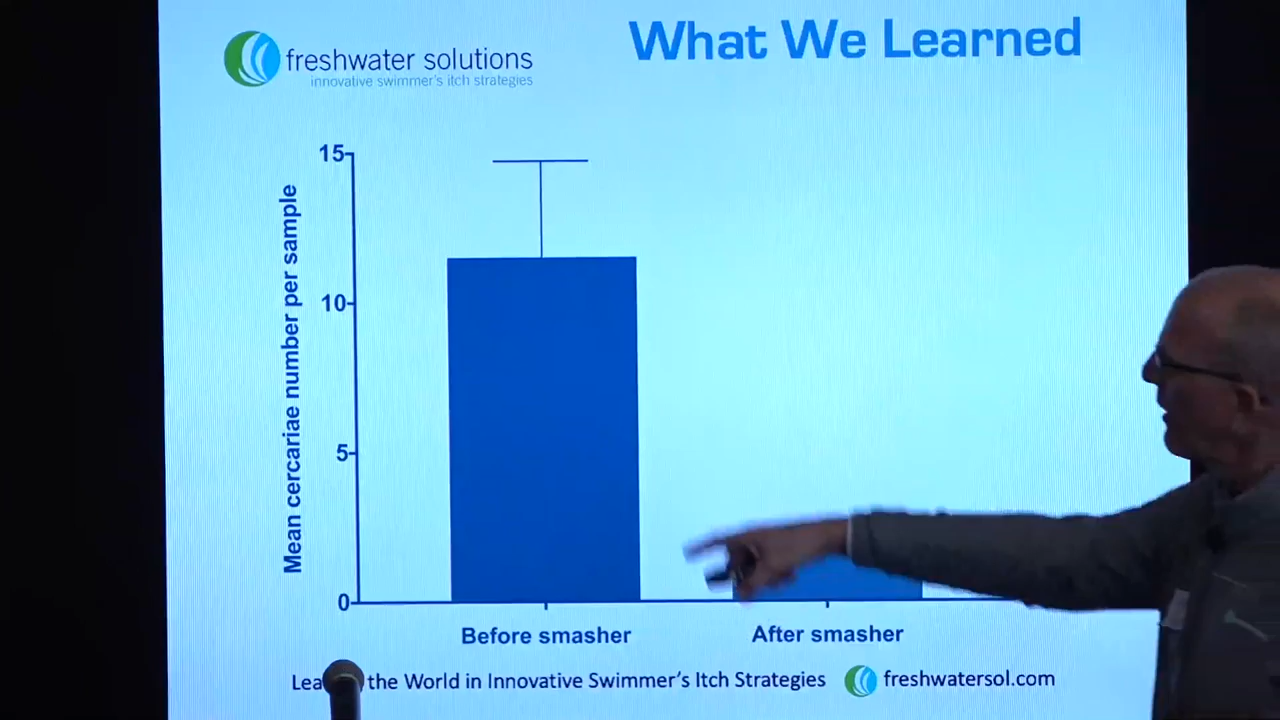 What We Learned
freshwater solutions
innovative swimmer's itch strategies
15
Mean cercariae number per sample
10
5
0
Before smasher
After smasher
the World in Innovative Swimmer's Itch Strategies
freshwatersol.com